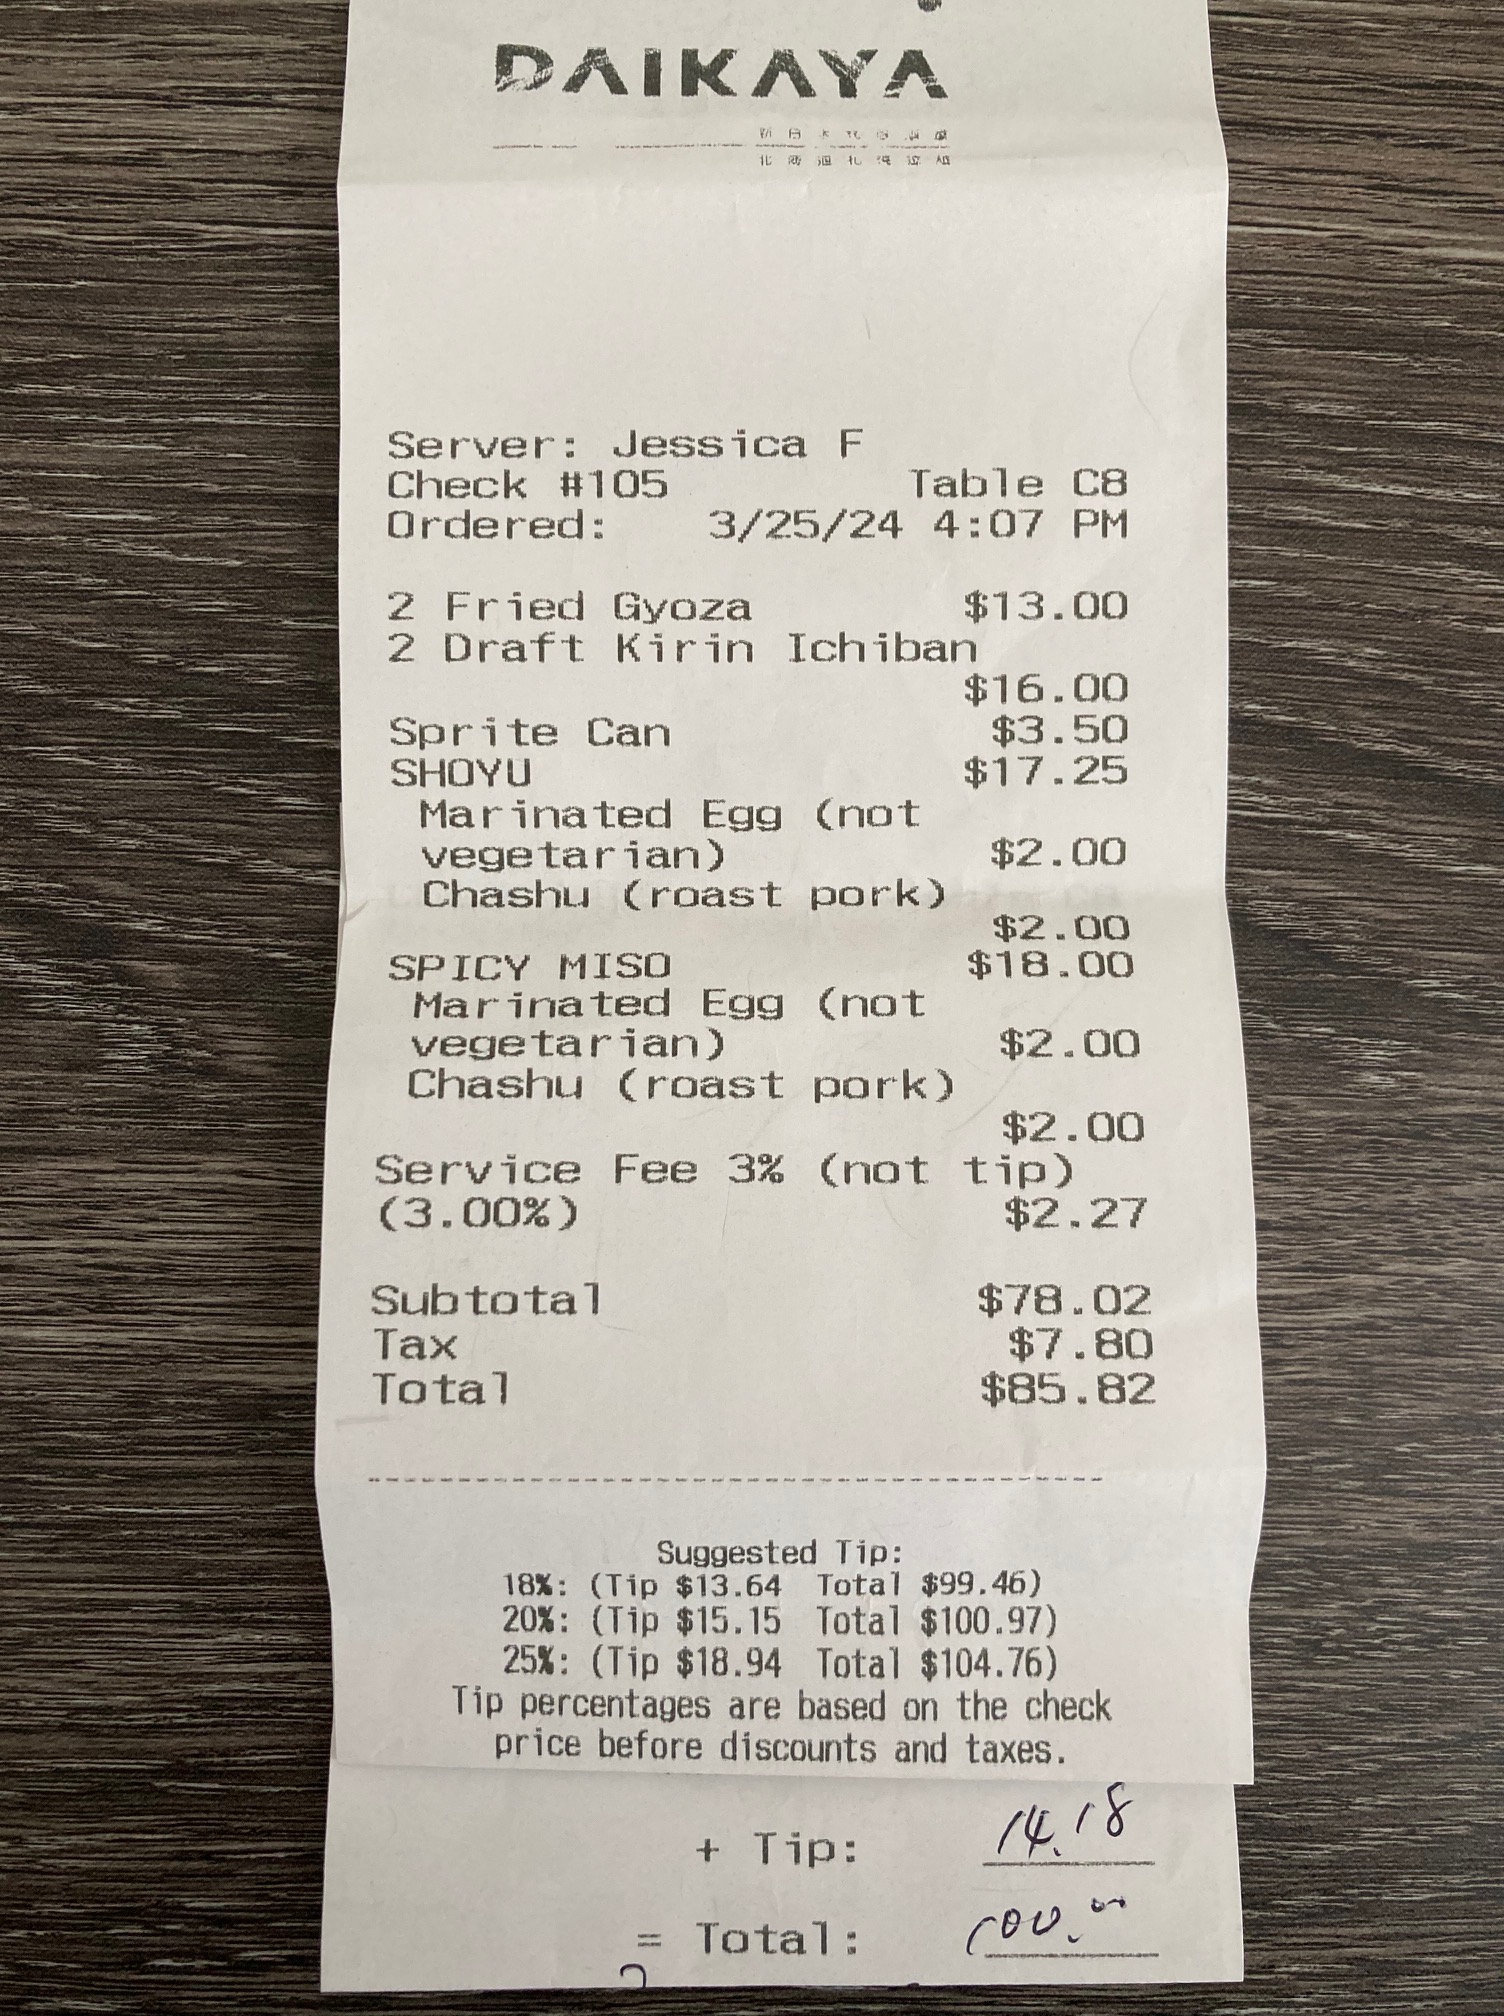 DAIKAYA
Server: Jessica F
Check #105 Table C8
Ordered: 3/25/24 4:07 PM
2 Fried Gyoza $13.00
2 Draft Kirin Ichiban
$16.00
Sprite Can $3.50
SHOYU $17.25
Marinated Egg (not
vegetarian) $2.00
Chashu (roast pork)
$2.00
SPICY MISO $18.00
Marinated Egg (not
vegetarian) $2.00
Chashu (roast pork)
$2.00
Service Fee 3% (not tip)
(3.00%) $2.27
Subtotal $78.02
Tax $7.80
Total $85.82
Suggested Tip:
18%: (Tip $13.64 Total $99.46)
20%: (Tip $15.15 Total $100.97)
25%: (Tip $18.94 Total $104.76)
Tip percentages are based on the check
price before discounts and taxes.
+ Tip: 14.18
= Total: 100.00